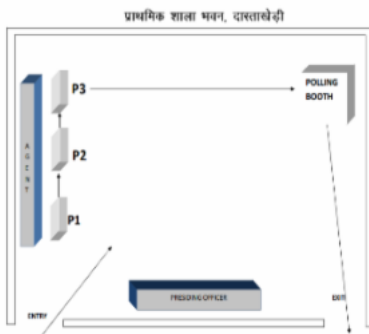 प्राथमिक शाला भवन, दास्ताखेड़ी
P3
POLLING
BOOTH
AGENT
P2
P1
PRESIDING OFFICER
ENTRY
EXIT